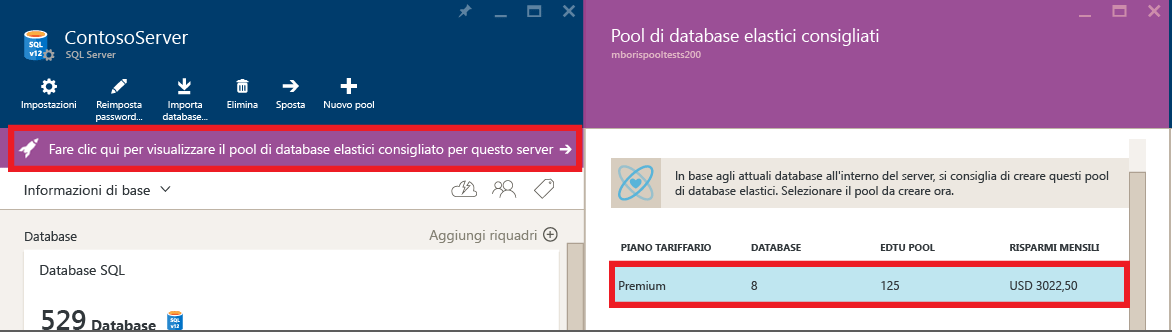 SQL
v12
ContosoServer
SQL Server
Impostazioni
Reimposta
password...
Importa
database...
Elimina
Sposta
Nuovo pool
Fare clic qui per visualizzare il pool di database elastici consigliato per questo server
Informazioni di base
Database
Aggiungi riquadri
Database SQL
529 Database
SQL
v12
Pool di database elastici consigliati
mborispooltests200
In base agli attuali database all'interno del server, si consiglia di creare questi pool
di database elastici. Selezionare il pool da creare ora.
PIANO TARIFFARIO DATABASE EDTU POOL RISPARMI MENSILI
Premium 8 125 USD 3022,50